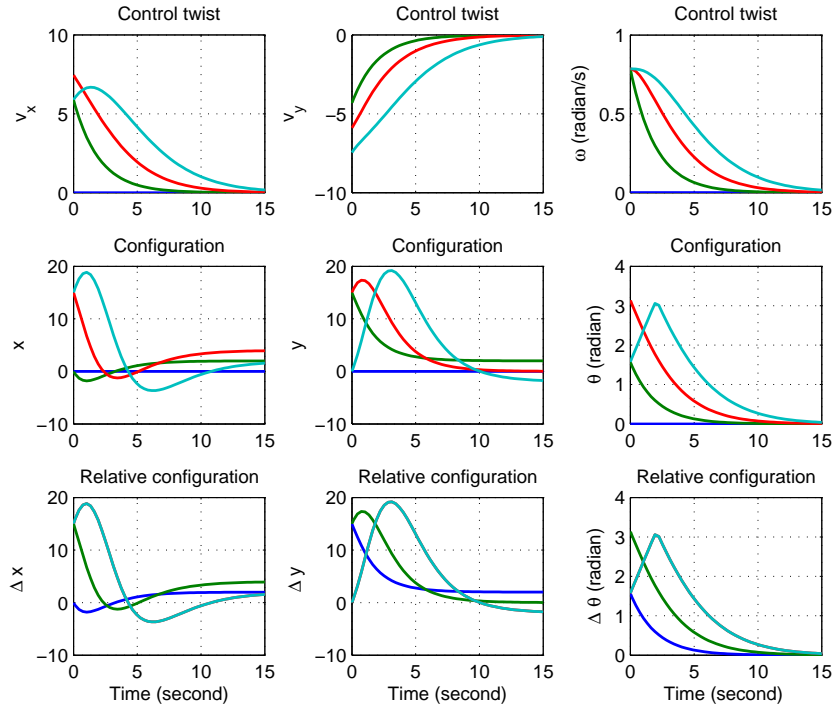 Control twist
Control twist
10
5
0
v_x
0 5 10 15
0
−5
−10
v_y
0 5 10 15
1
0.5
0
ω (radian/s)
0 5 10 15
Configuration
Configuration
Configuration
20
10
0
−10
x
0 5 10 15
20
10
0
−10
y
0 5 10 15
4
3
2
1
0
θ (radian)
0 5 10 15
Relative configuration
Relative configuration
Relative configuration
20
10
0
−10
Δ x
0 5 10 15
Time (second)
20
10
0
−10
Δ y
0 5 10 15
Time (second)
4
3
2
1
0
Δ θ (radian)
0 5 10 15
Time (second)